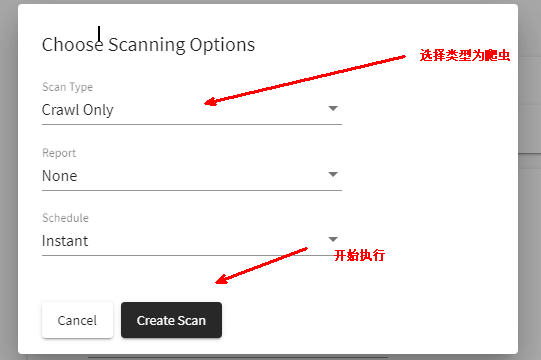 Choose Scanning Options
选择类型为爬虫
Scan Type
Crawl Only
Report
None
Schedule
Instant
开始执行
Cancel
Create Scan